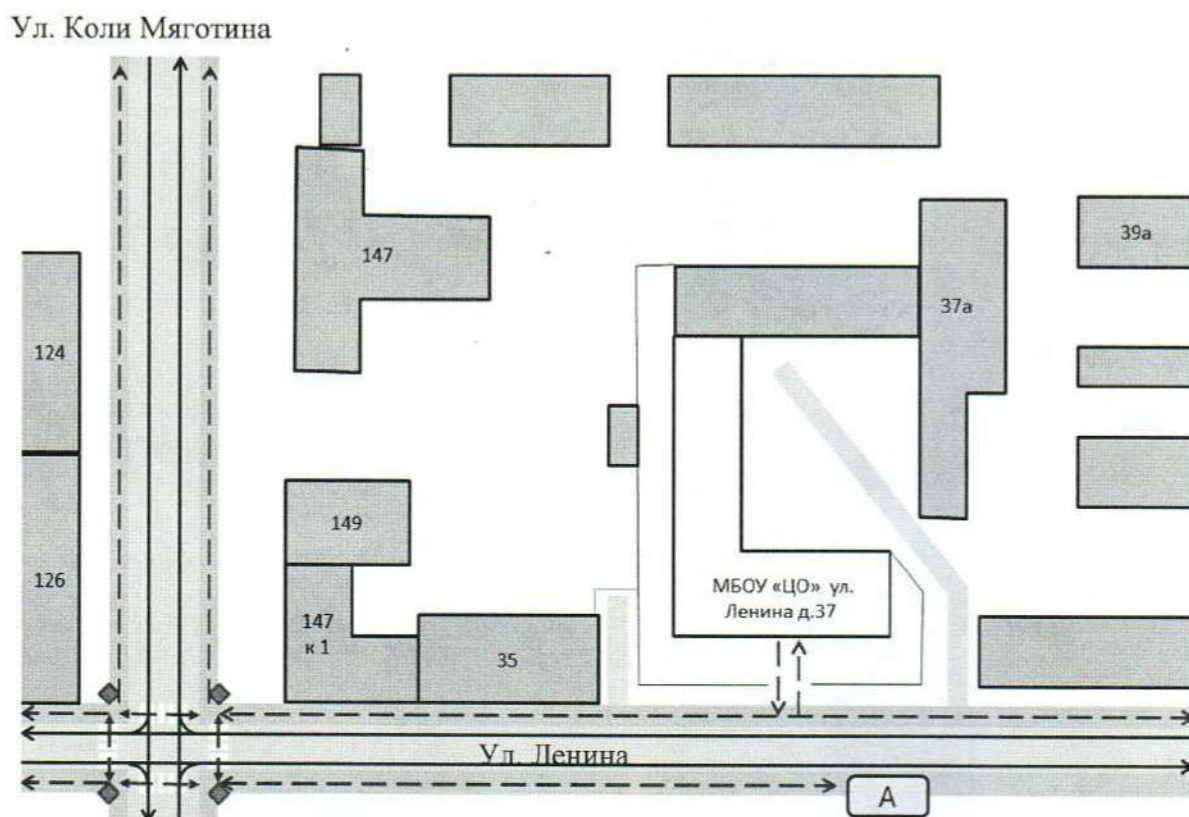 Ул. Коли Мяготина
39а
147
37а
124
149
126
МБОУ «ЦО» ул.
Ленина д.37
147
к 1
35
Ул. Ленина
А